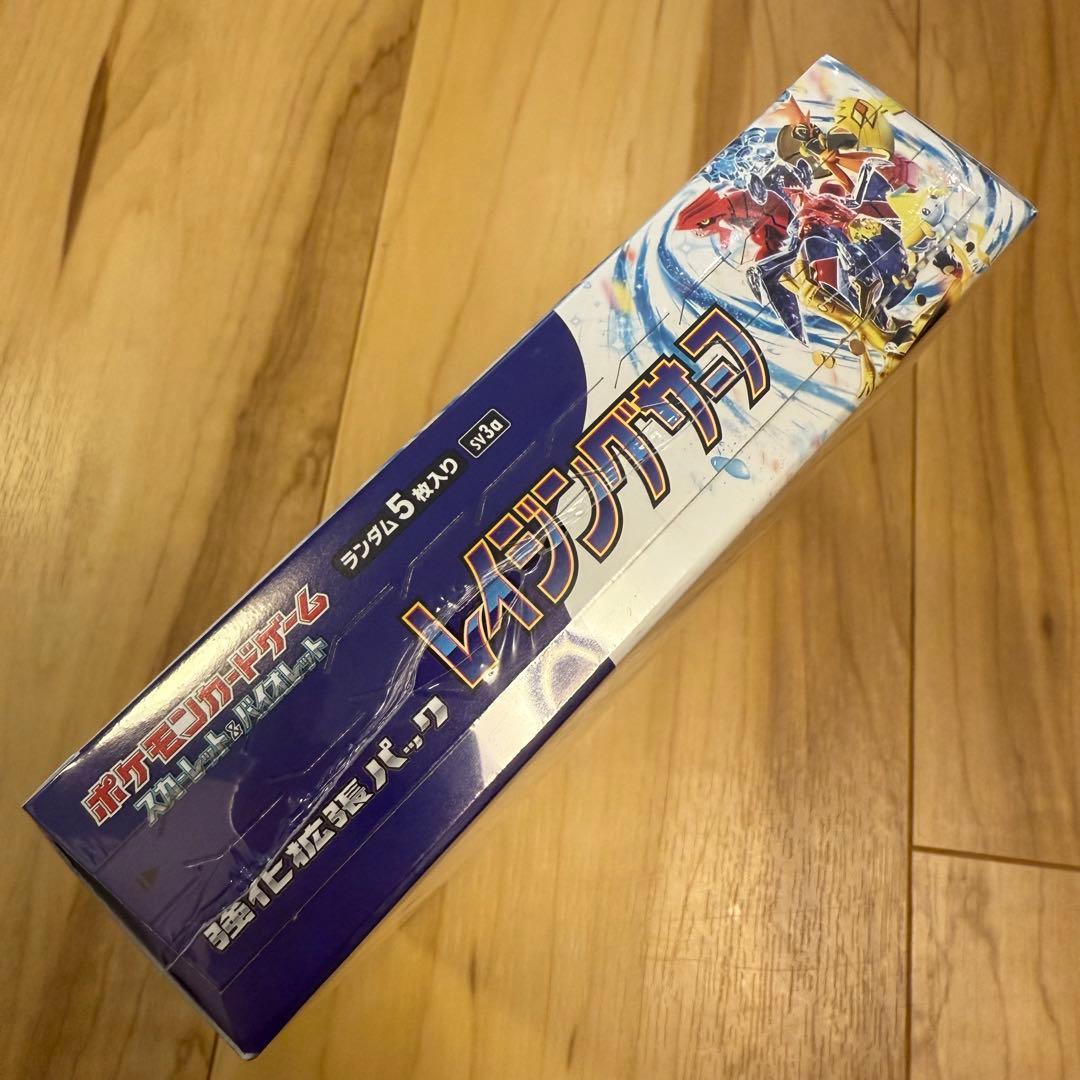 ポケモンカードゲーム
スカーレット&バイオレット
ランダム5枚入り SV3a
強化拡張パック
レイジングサーフ